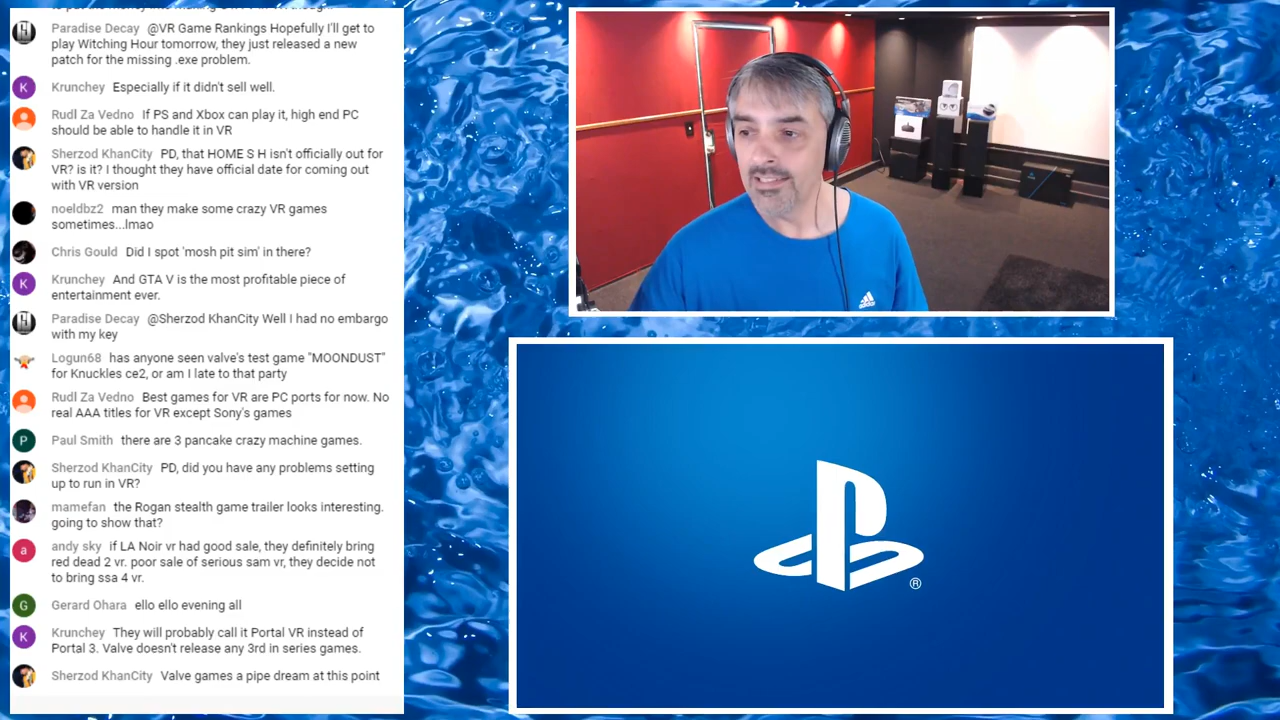 Paradise Decay @VR Game Rankings Hopefully I'll get to
play Witching Hour tomorrow, they just released a new
patch for the missing .exe problem.
Krunchey Especially if it didn't sell well.
Rudl Za Vedno If PS and Xbox can play it, high end PC
should be able to handle it in VR
Sherzod KhanCity PD, that HOME S H isn't officially out for
VR? is it? I thought they have official date for coming out
with VR version
noeldbz2 man they make some crazy VR games
sometimes...lmao
Chris Gould Did I spot 'mosh pit sim' in there?
K
Krunchey And GTA V is the most profitable piece of
entertainment ever.
Paradise Decay @Sherzod KhanCity Well I had no embargo
with my key
Logun68 has anyone seen valve's test game "MOONDUST"
for Knuckles ce2, or am I late to that party
Rudl Za Vedno Best games for VR are PC ports for now. No
real AAA titles for VR except Sony's games
P
Paul Smith there are 3 pancake crazy machine games.
Sherzod KhanCity PD, did you have any problems setting
up to run in VR?
mamefan the Rogan stealth game trailer looks interesting.
going to show that?
a
andy sky if LA Noir vr had good sale, they definitely bring
red dead 2 vr. poor sale of serious sam vr, they decide not
to bring ssa 4 vr.
G
Gerard Ohara ello ello evening all
K
Krunchey They will probably call it Portal VR instead of
Portal 3. Valve doesn't release any 3rd in series games.
Sherzod KhanCity Valve games a pipe dream at this point
adidas
®